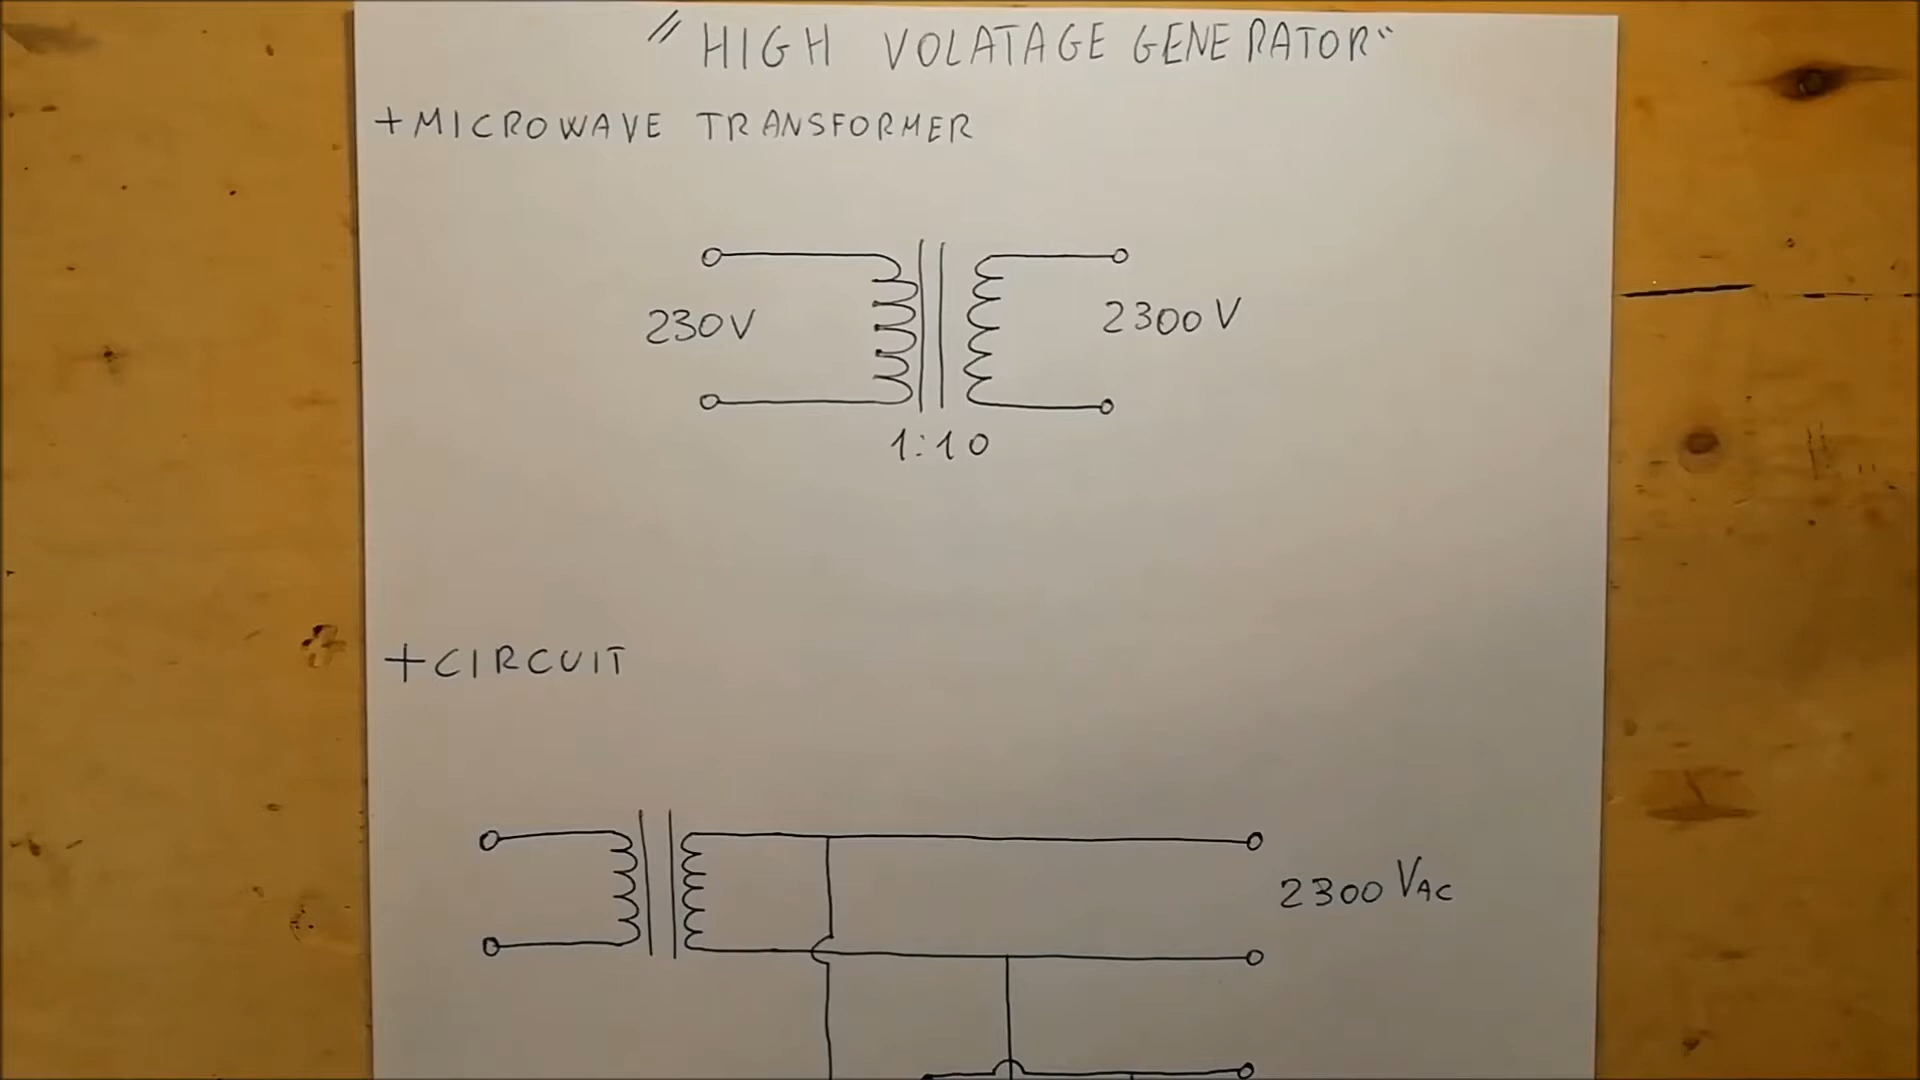 "HIGH VOLATAGE GENERATOR"
+MICROWAVE TRANSFORMER
230V
2300V
1:10
+CIRCUIT
2300 VAC